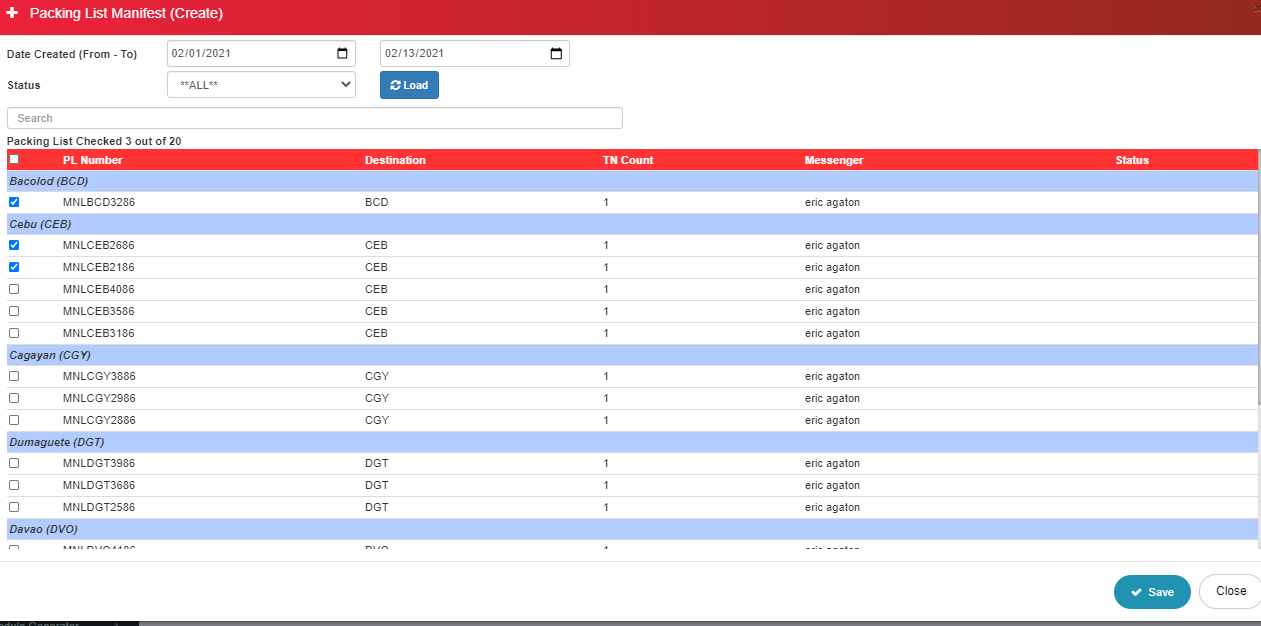 Packing List Manifest (Create)
Date Created (From - To) 02/01/2021 02/13/2021
Status **ALL** Load
Search
Packing List Checked 3 out of 20
PL Number Destination TN Count Messenger Status
Bacolod (BCD)
MNLBCD3286 BCD 1 eric agaton
Cebu (CEB)
MNLCEB2686 CEB 1 eric agaton
MNLCEB2186 CEB 1 eric agaton
MNLCEB4086 CEB 1 eric agaton
MNLCEB3586 CEB 1 eric agaton
MNLCEB3186 CEB 1 eric agaton
Cagayan (CGY)
MNLCGY3886 CGY 1 eric agaton
MNLCGY2986 CGY 1 eric agaton
MNLCGY2886 CGY 1 eric agaton
Dumaguete (DGT)
MNLDGT3986 DGT 1 eric agaton
MNLDGT3686 DGT 1 eric agaton
MNLDGT2586 DGT 1 eric agaton
Davao (DVO)
MNLDVO4186 DVO 1 eric agaton
Save Close